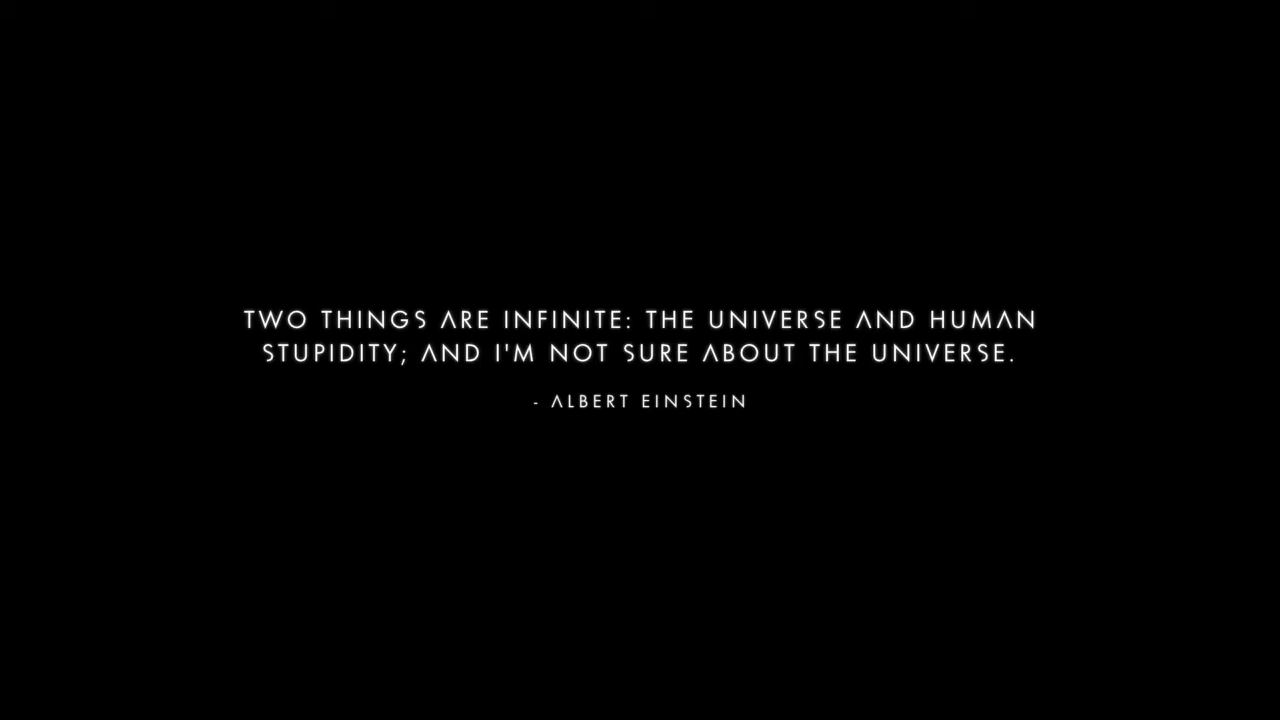 TWO THINGS ARE INFINITE: THE UNIVERSE AND HUMAN
STUPIDITY; AND I'M NOT SURE ABOUT THE UNIVERSE.
- ALBERT EINSTEIN